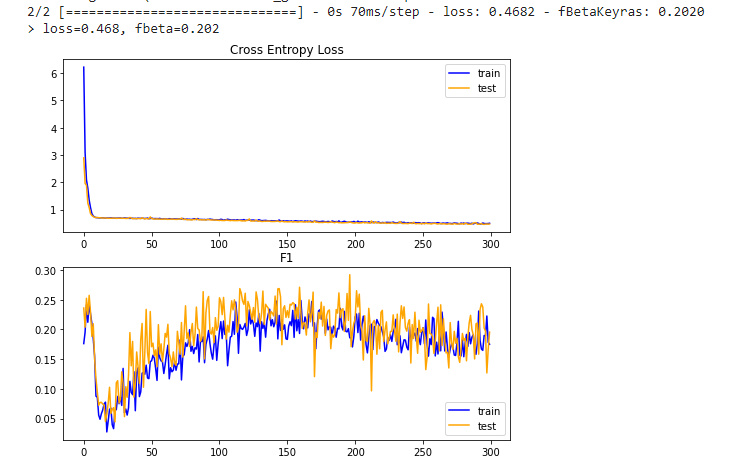 2/2 [==============================] - 0s 70ms/step - loss: 0.4682 - fBetaKeyras: 0.2020
> loss=0.468, fbeta=0.202
Cross Entropy Loss
6
5
4
3
2
1
train
test
0 50 100 150 200 250 300
F1
0.30
0.25
0.20
0.15
0.10
0.05
train
test
0 50 100 150 200 250 300